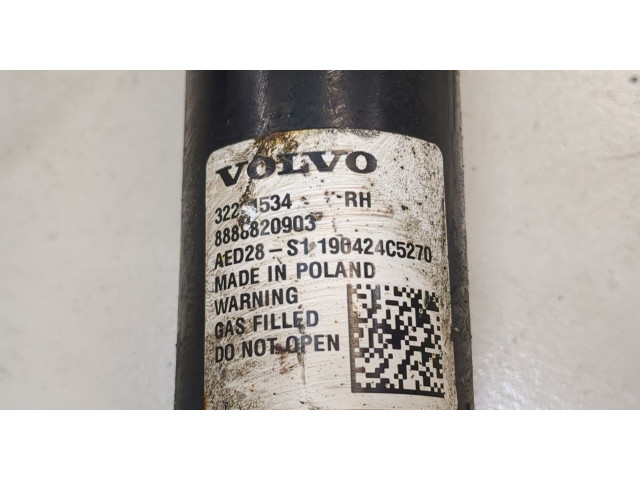 VOLVO
RH
8888820903
AED28-S1 190424C5270
MADE IN POLAND
WARNING
GAS FILLED
DO NOT OPEN